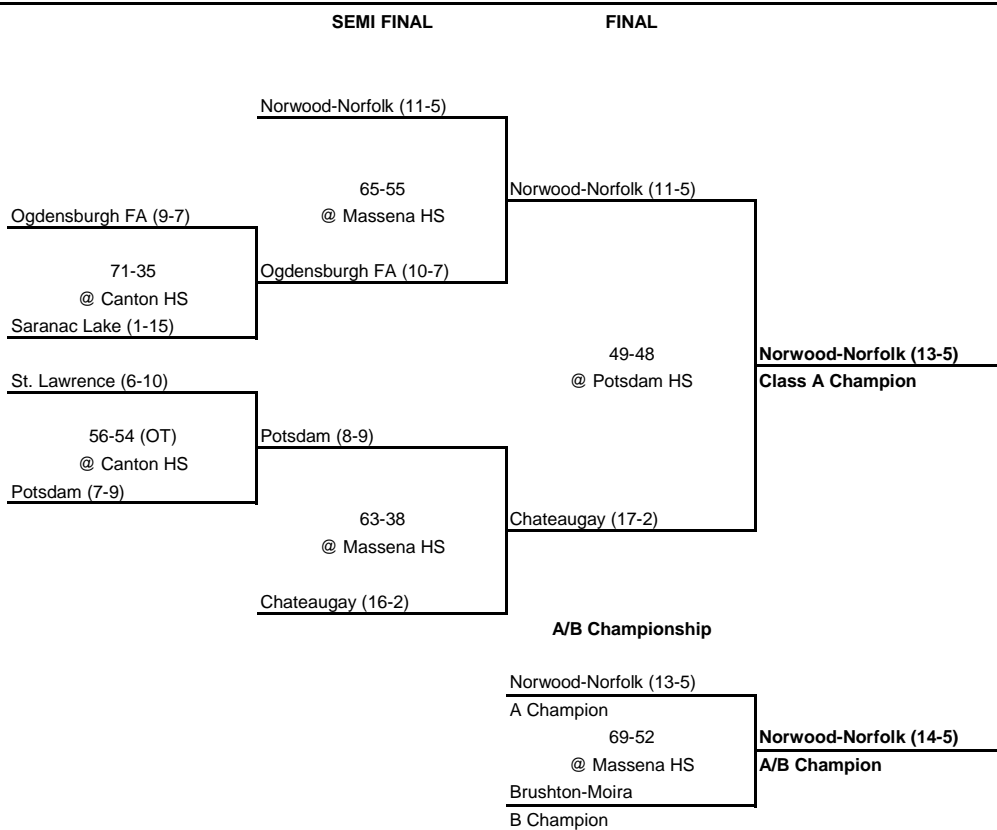 SEMI FINAL
FINAL
Norwood-Norfolk (11-5)
65-55
@ Massena HS
Norwood-Norfolk (11-5)
Ogdensburgh FA (9-7)
71-35
@ Canton HS
Ogdensburgh FA (10-7)
Saranac Lake (1-15)
49-48
@ Potsdam HS
Norwood-Norfolk (13-5)
Class A Champion
St. Lawrence (6-10)
56-54 (OT)
@ Canton HS
Potsdam (8-9)
Potsdam (7-9)
63-38
@ Massena HS
Chateaugay (17-2)
Chateaugay (16-2)
A/B Championship
Norwood-Norfolk (13-5)
A Champion
69-52
@ Massena HS
Norwood-Norfolk (14-5)
A/B Champion
Brushton-Moira
B Champion